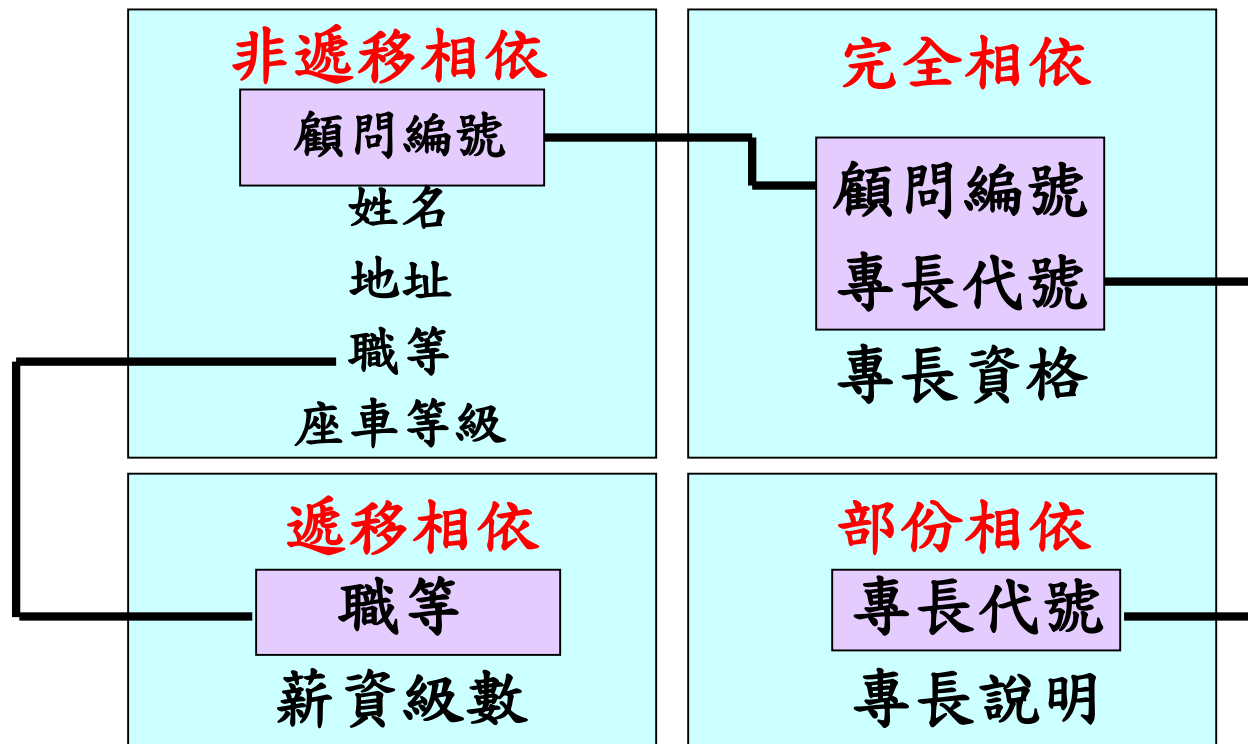 非遞移相依
顧問編號
姓名
地址
職等
座車等級
完全相依
顧問編號
專長代號
專長資格
遞移相依
職等
薪資級數
部份相依
專長代號
專長說明